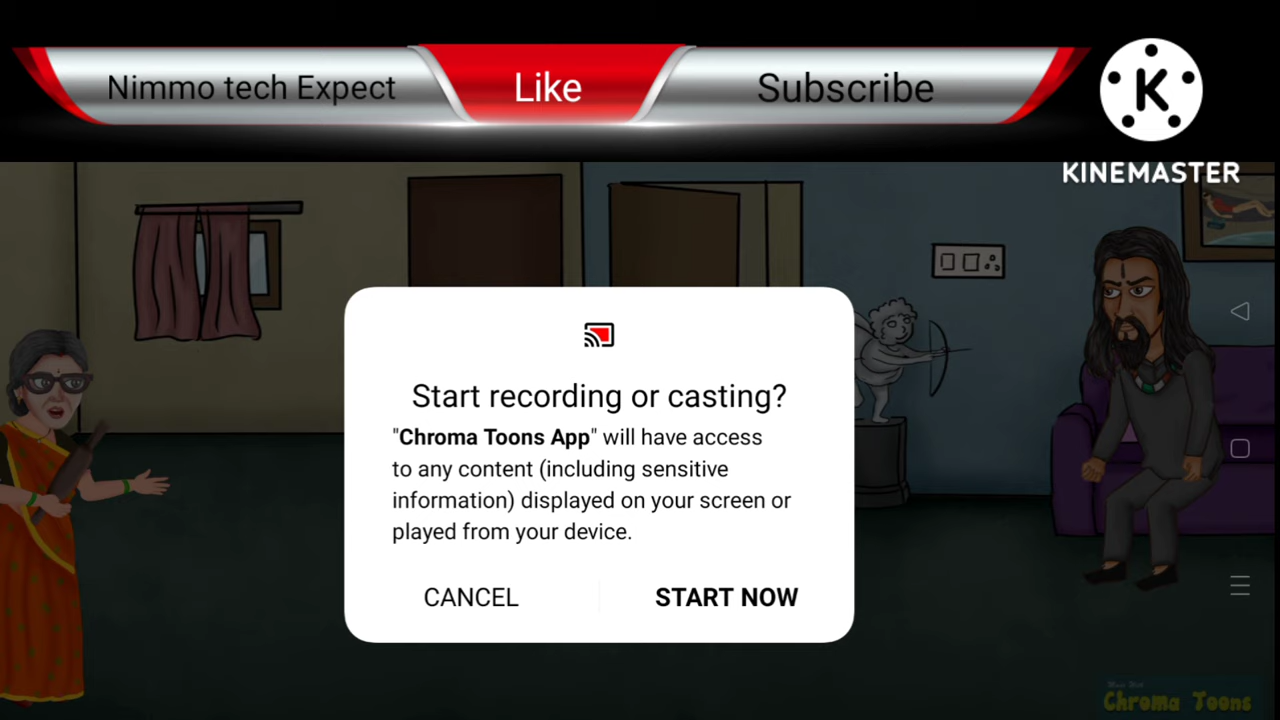 Nimmo tech Expect
Like
Subscribe
K
KINEMASTER
Start recording or casting?
"Chroma Toons App" will have access
to any content (including sensitive
information) displayed on your screen or
played from your device.
CANCEL
START NOW
Chroma Toons